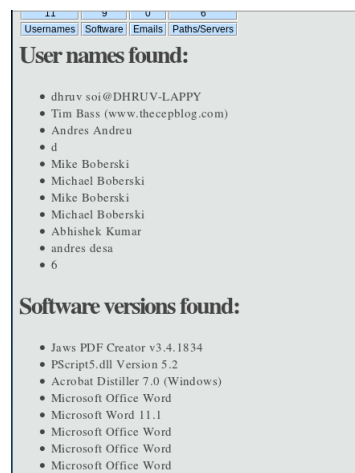 11 9 0 6
Usernames Software Emails Paths/Servers
User names found:
dhruv soi@DHRUV-LAPPY
Tim Bass (www.thecepblog.com)
Andres Andreu
d
Mike Boberski
Michael Boberski
Mike Boberski
Michael Boberski
Abhishek Kumar
andres desa
6
Software versions found:
Jaws PDF Creator v3.4.1834
PScript5.dll Version 5.2
Acrobat Distiller 7.0 (Windows)
Microsoft Office Word
Microsoft Word 11.1
Microsoft Office Word
Microsoft Office Word
Microsoft Office Word